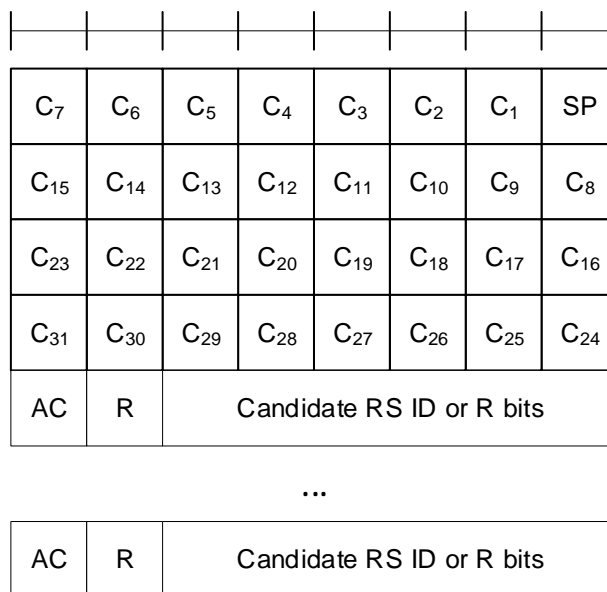 C7 C6 C5 C4 C3 C2 C1 SP
C15 C14 C13 C12 C11 C10 C9 C8
C23 C22 C21 C20 C19 C18 C17 C16
C31 C30 C29 C28 C27 C26 C25 C24
AC R Candidate RS ID or R bits
...
AC R Candidate RS ID or R bits